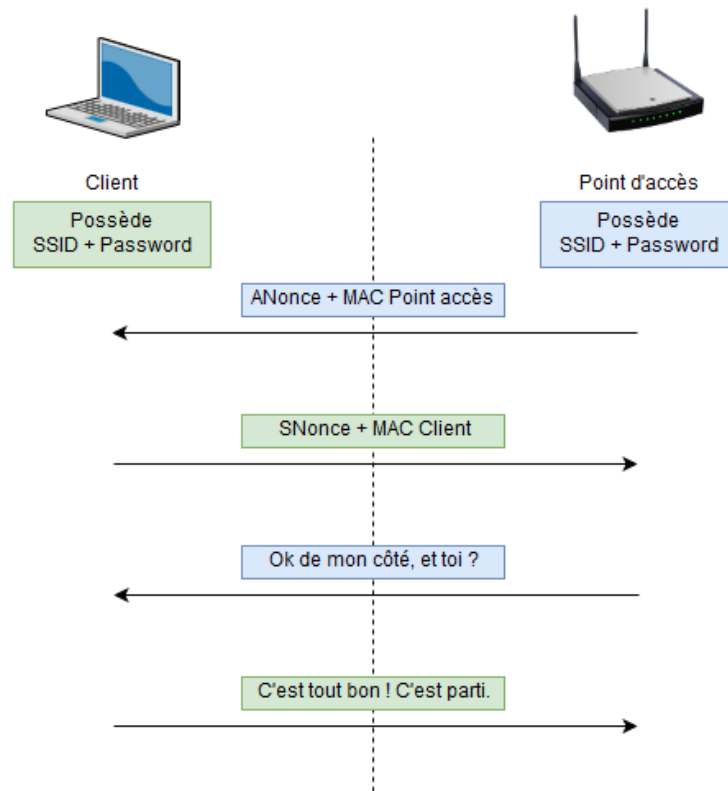 Client
Point d'accès
Possède
SSID + Password
Possède
SSID + Password
ANonce + MAC Point accès
SNonce + MAC Client
Ok de mon côté, et toi ?
C'est tout bon ! C'est parti.